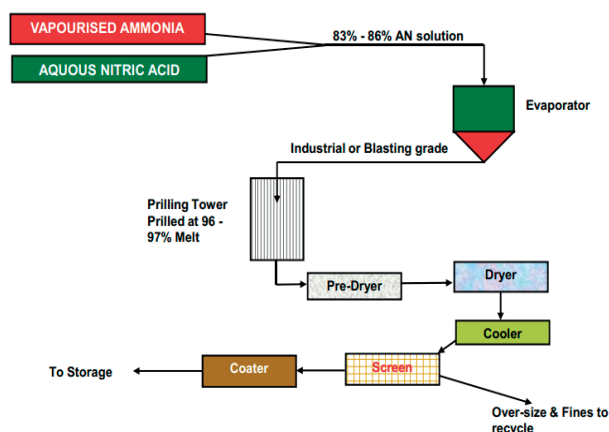 VAPOURISED AMMONIA
83% - 86% AN solution
AQUOUS NITRIC ACID
Evaporator
Industrial or Blasting grade
Prilling Tower
Prilled at 96 -
97% Melt
Pre-Dryer
Dryer
Cooler
Screen
Coater
To Storage
Over-size & Fines to
recycle